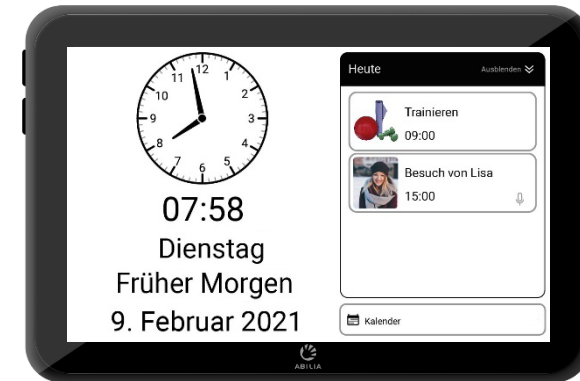 12
1
2
3
4
5
6
7
8
9
10
11
07:58
Dienstag
Früher Morgen
9. Februar 2021
Heute
Ausblenden
Trainieren
09:00
Besuch von Lisa
15:00
Kalender
ABILIA